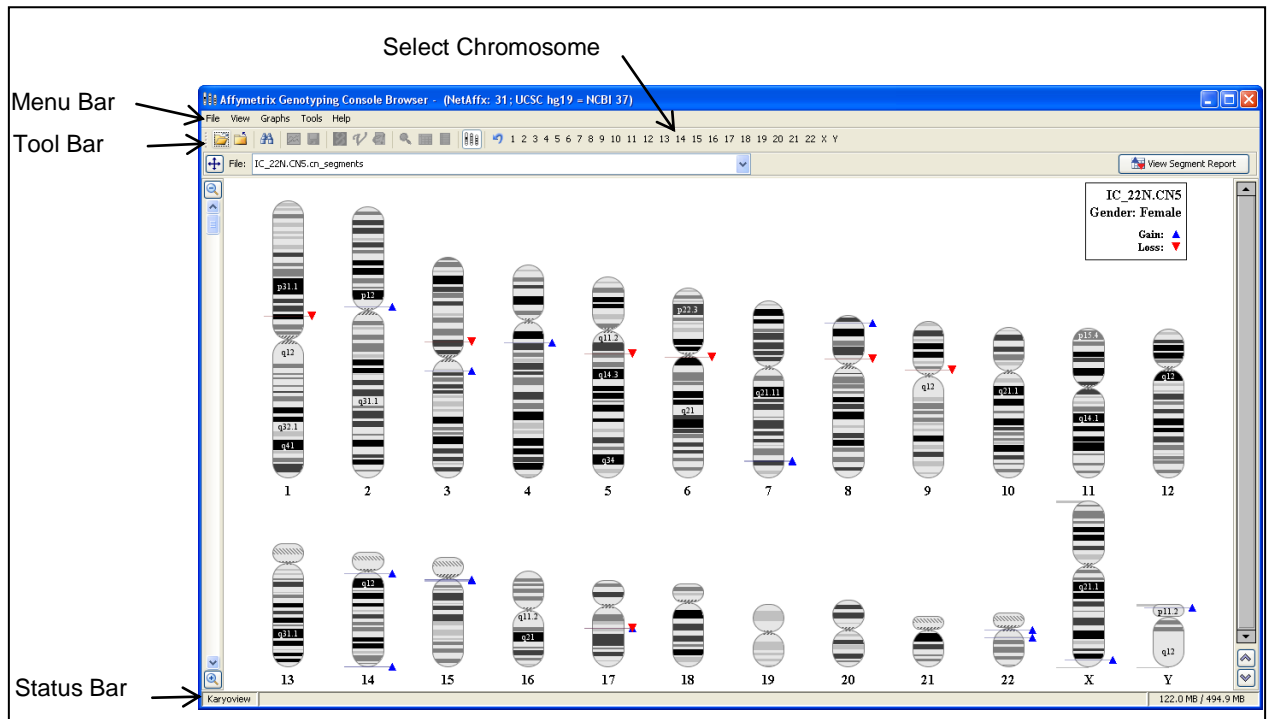 Select Chromosome
Menu Bar
Tool Bar
Status Bar
Affymetrix Genotyping Console Browser - (NetAffx: 31; UCSC hg19 = NCBI 37)
File View Graphs Tools Help
1 2 3 4 5 6 7 8 9 10 11 12 13 14 15 16 17 18 19 20 21 22 X Y
File: IC_22N.CN5.cn_segments
View Segment Report
IC_22N.CN5
Gender: Female
Gain:
Loss:
p31.1
q12
q32.1
q41
p12
q31.1
q11.2
q14.3
q34
p22.3
q21
q21.11
q12
q21.1
p15.4
q14.1
q12
1 2 3 4 5 6 7 8 9 10 11 12
q31.1
q12
q11.2
q21
q21.1
p11.2
q12
13 14 15 16 17 18 19 20 21 22 X Y
Karyoview
122.0 MB / 494.9 MB